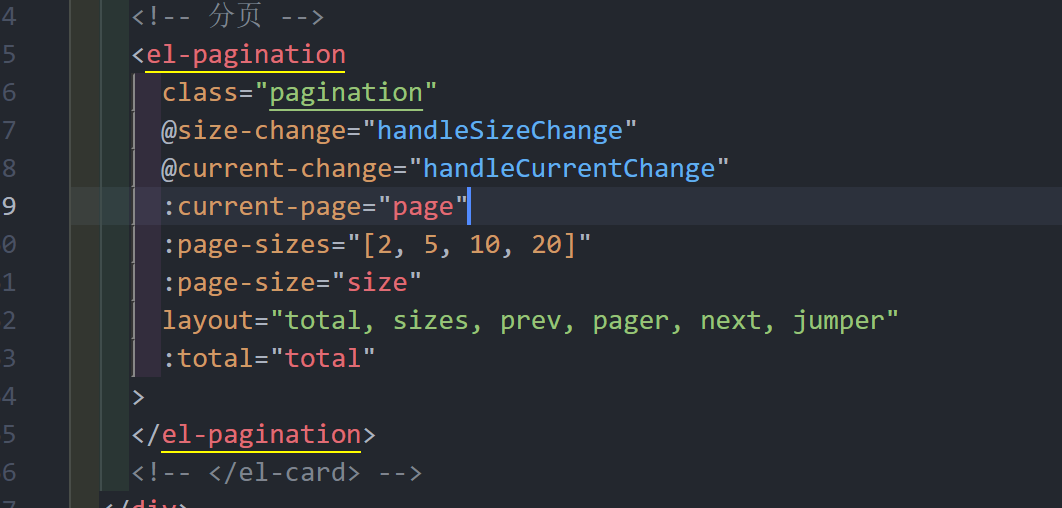 4 <!-- 分页 -->
5 <el-pagination
6 class="pagination"
7 @size-change="handleSizeChange"
8 @current-change="handleCurrentChange"
9 :current-page="page"
0 :page-sizes="[2, 5, 10, 20]"
1 :page-size="size"
2 layout="total, sizes, prev, pager, next, jumper"
3 :total="total"
4 >
5 </el-pagination>
6 <!-- </el-card> -->
7 </div>